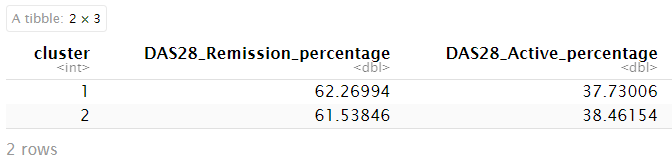 A tibble: 2 × 3
cluster DAS28_Remission_percentage DAS28_Active_percentage
<int> <dbl> <dbl>
1 62.26994 37.73006
2 61.53846 38.46154
2 rows